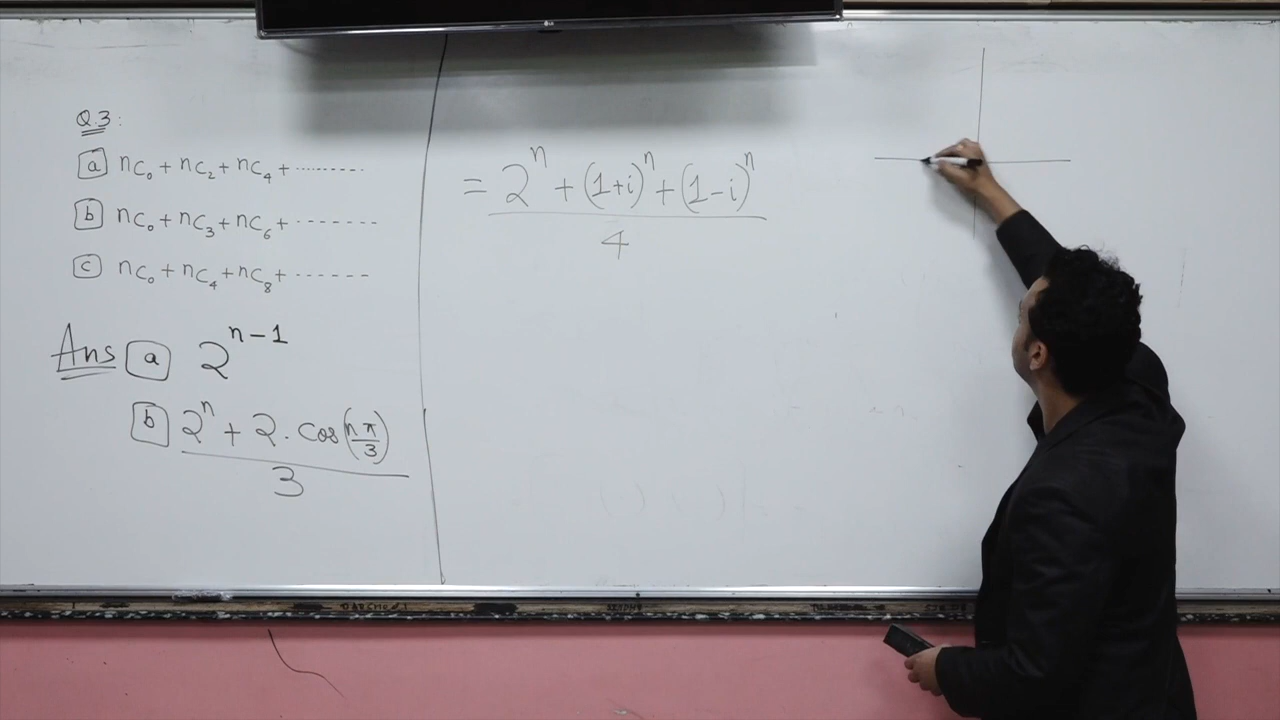 Q.3:
a nC₀ + nC₂ + nC₄ + ........
b nC₀ + nC₃ + nC₆ + --------
c nC₀ + nC₄ + nC₈ + ------
Ans a 2^(n-1)
b (2^n + 2 . cos(nπ/3))/3
= (2^n + (1+i)^n + (1-i)^n)/4
LG